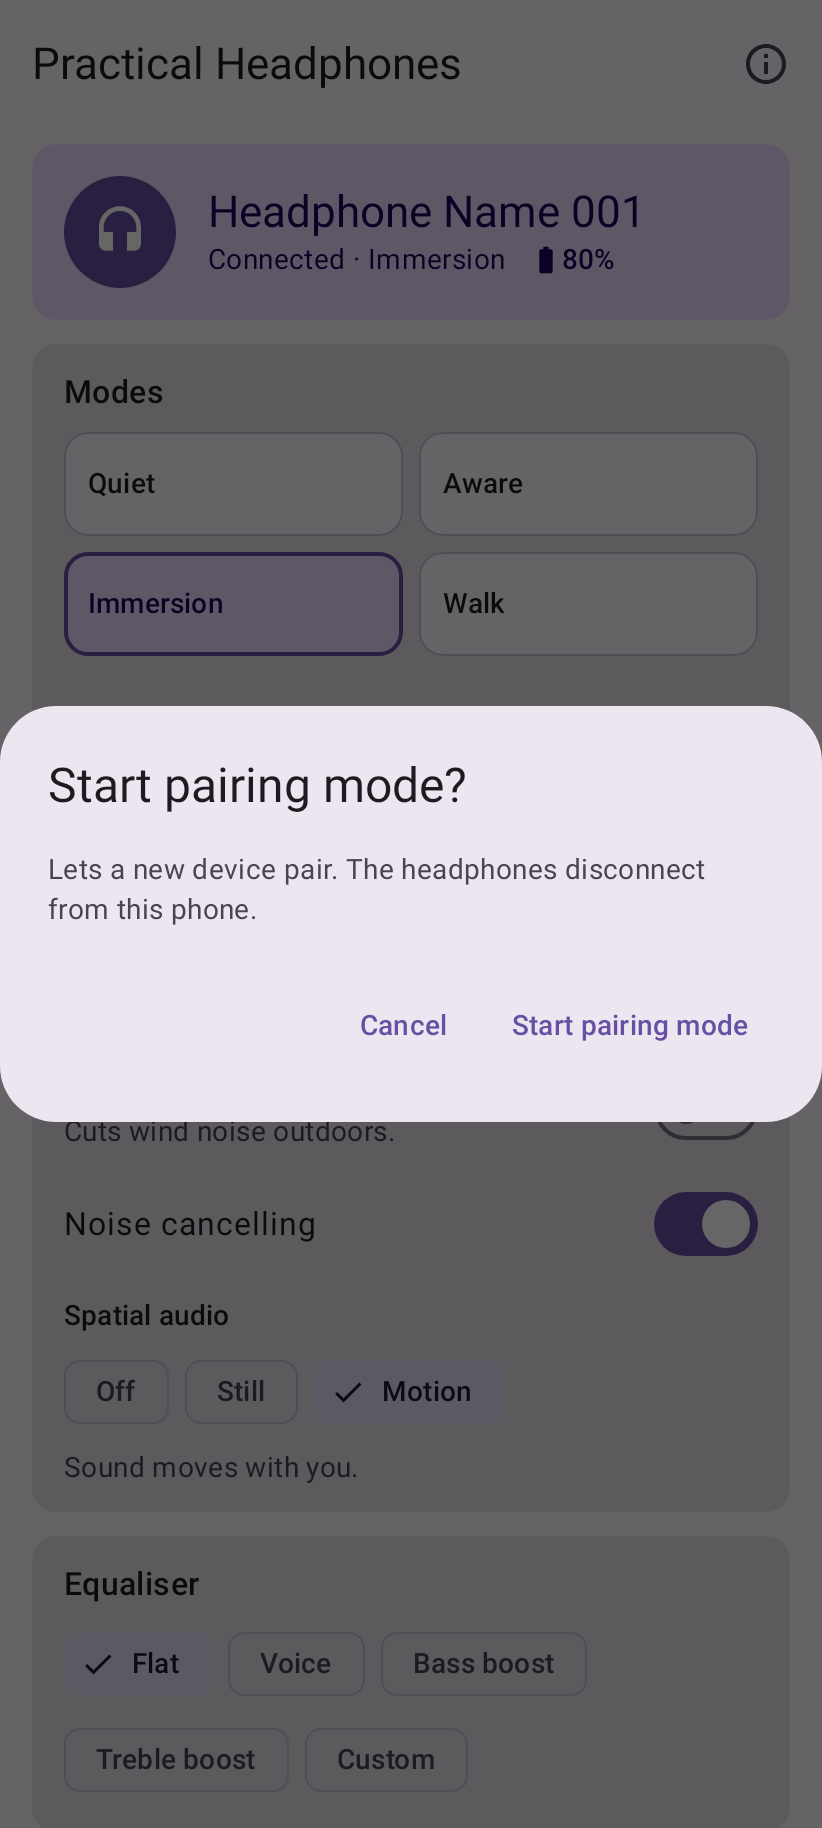 Practical Headphones
Headphone Name 001
Connected · Immersion 80%
Modes
Quiet
Aware
Immersion
Walk
Start pairing mode?
Lets a new device pair. The headphones disconnect
from this phone.
Cancel
Start pairing mode
Cuts wind noise outdoors.
Noise cancelling
Spatial audio
Off
Still
Motion
Sound moves with you.
Equaliser
Flat
Voice
Bass boost
Treble boost
Custom